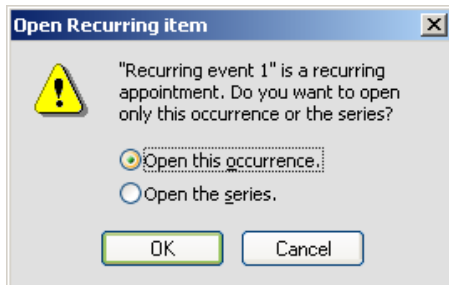 Open Recurring item
"Recurring event 1" is a recurring
appointment. Do you want to open
only this occurrence or the series?
Open this occurrence.
Open the series.
OK
Cancel